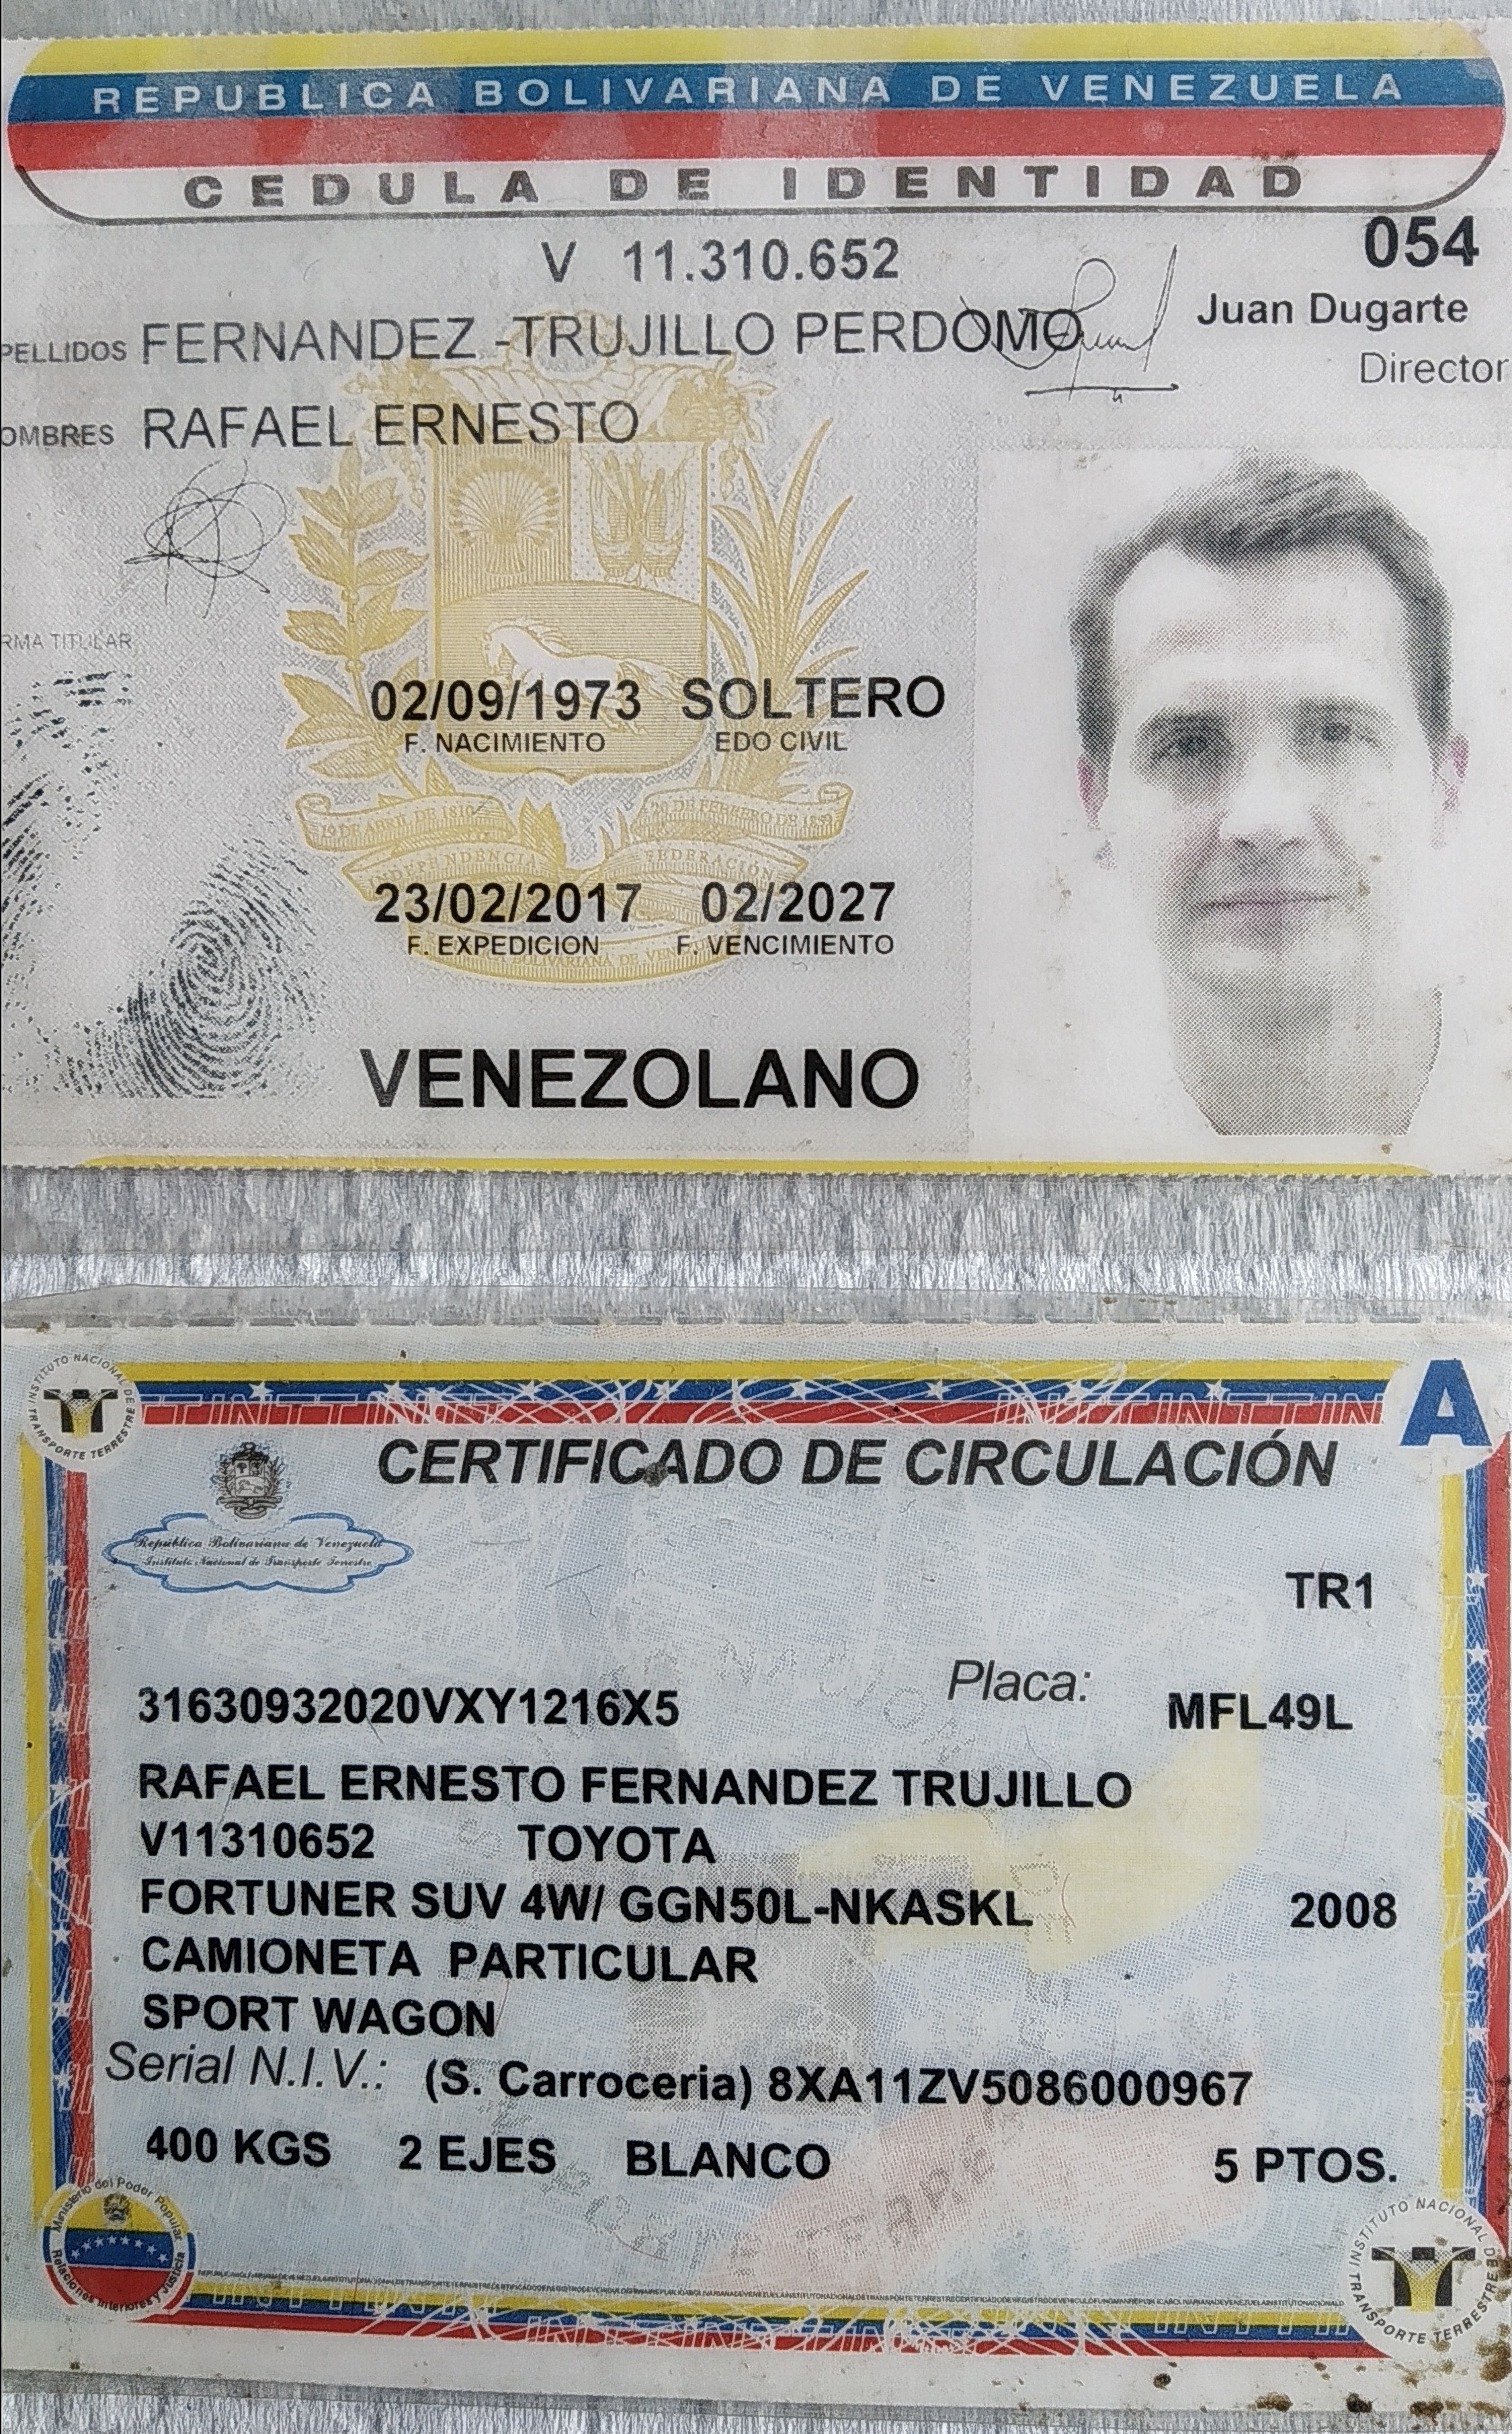 REPUBLICA BOLIVARIANA DE VENEZUELA
CEDULA DE IDENTIDAD
V 11.310.652
054
Juan Dugarte
Director
PELLIDOS FERNANDEZ -TRUJILLO PERDOMO
OMBRES RAFAEL ERNESTO
RMA TITULAR
02/09/1973 SOLTERO
F. NACIMIENTO EDO CIVIL
19 DE ABRIL DE 1810 20 DE FEBRERO DE 1859
INDEPENDENCIA FEDERACIÓN
23/02/2017 02/2027
F. EXPEDICION F. VENCIMIENTO
BOLIVARIANA DE
VENEZOLANO
INSTITUTO NACIONAL DE TRANSPORTE TERRESTRE
A
CERTIFICADO DE CIRCULACIÓN
República Bolivariana de Venezuela
Instituto Nacional de Transporte Terrestre
TR1
Placa:
31630932020VXY1216X5 MFL49L
RAFAEL ERNESTO FERNANDEZ TRUJILLO
V11310652 TOYOTA
FORTUNER SUV 4W/ GGN50L-NKASKL 2008
CAMIONETA PARTICULAR
SPORT WAGON
Serial N.I.V.: (S. Carroceria) 8XA11ZV5086000967
400 KGS 2 EJES BLANCO 5 PTOS.
Ministerio del Poder Popular
Relaciones Interiores y Justicia
INSTITUTO NACIONAL DE TRANSPORTE TERRESTRE